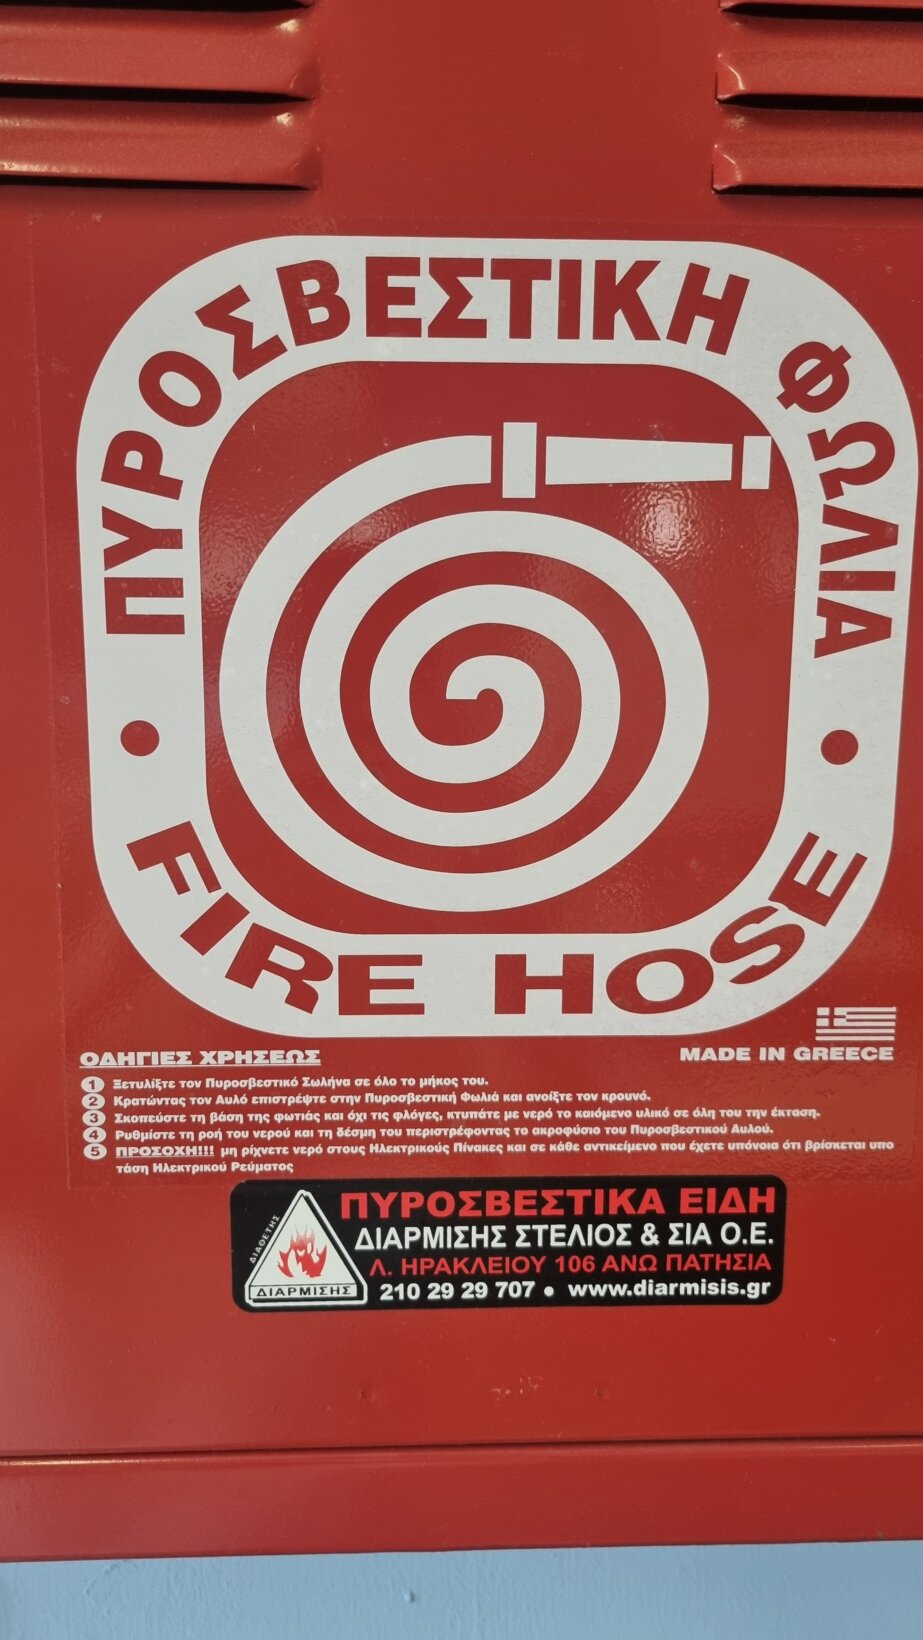 ΠΥΡΟΣΒΕΣΤΙΚΗ ΦΩΛΙΑ
FIRE HOSE
MADE IN GREECE
ΟΔΗΓΙΕΣ ΧΡΗΣΕΩΣ
1 Ξετυλίξτε τον Πυροσβεστικό Σωλήνα σε όλο το μήκος του.
2 Κρατώντας τον Αυλό επιστρέψτε στην Πυροσβεστική Φωλιά και ανοίξτε τον κρουνό.
3 Σκοπεύστε τη βάση της φωτιάς και όχι τις φλόγες, κτυπάτε με νερό το καιόμενο υλικό σε όλη του την έκταση.
4 Ρυθμίστε τη ροή του νερού και τη δέσμη του περιστρέφοντας το ακροφύσιο του Πυροσβεστικού Αυλού.
5 ΠΡΟΣΟΧΗ!!! μη ρίχνετε νερό στους Ηλεκτρικούς Πίνακες και σε κάθε αντικείμενο που έχετε υπόνοια ότι βρίσκεται υπο
τάση Ηλεκτρικού Ρεύματος
ΔΙΑΘΕΤΗΣ
ΔΙΑΡΜΙΣΗΣ
ΠΥΡΟΣΒΕΣΤΙΚΑ ΕΙΔΗ
ΔΙΑΡΜΙΣΗΣ ΣΤΕΛΙΟΣ & ΣΙΑ Ο.Ε.
Λ. ΗΡΑΚΛΕΙΟΥ 106 ΑΝΩ ΠΑΤΗΣΙΑ
210 29 29 707 • www.diarmisis.gr